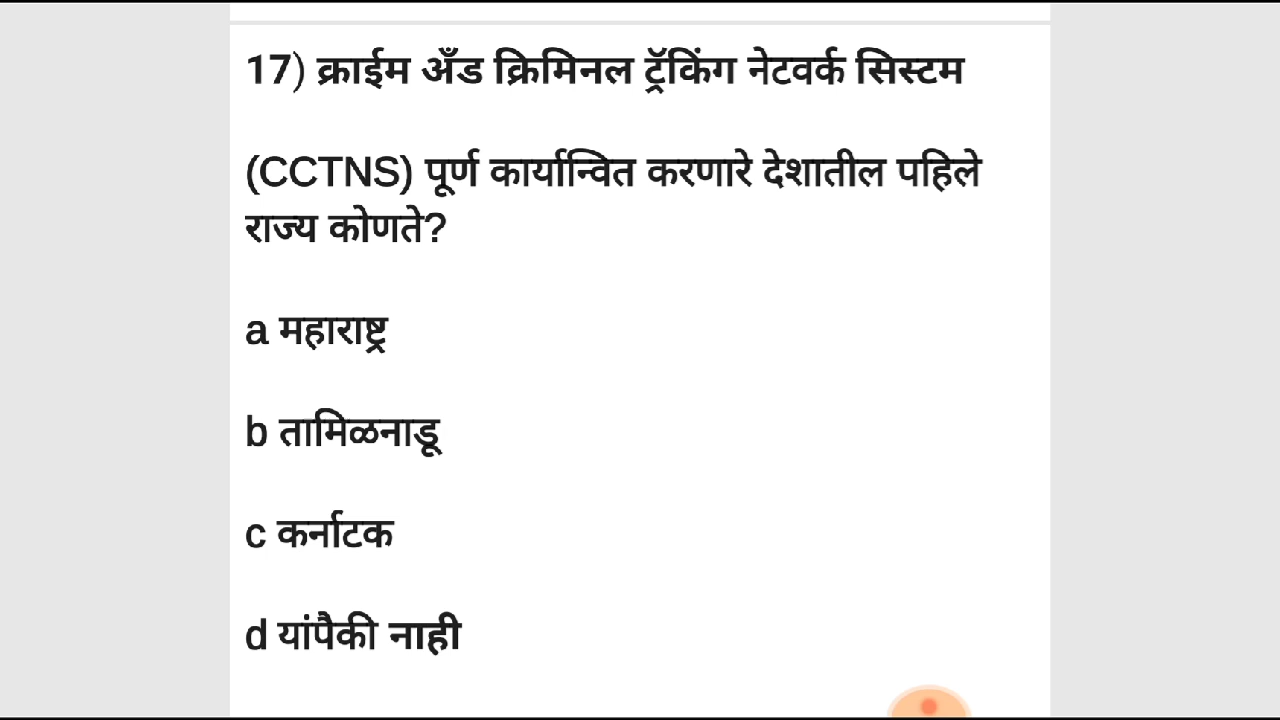 17) क्राईम अँड क्रिमिनल ट्रॅकिंग नेटवर्क सिस्टम
(CCTNS) पूर्ण कार्यान्वित करणारे देशातील पहिले
राज्य कोणते?
a महाराष्ट्र
b तामिळनाडू
c कर्नाटक
d यांपैकी नाही